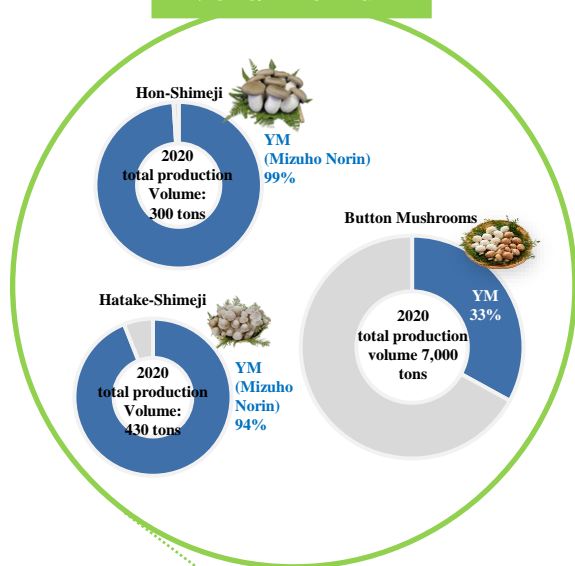 Hon-Shimeji
2020
total production
Volume:
300 tons
YM
(Mizuho Norin)
99%
Button Mushrooms
2020
total production
volume 7,000
tons
YM
33%
Hatake-Shimeji
2020
total production
Volume:
430 tons
YM
(Mizuho
Norin)
94%